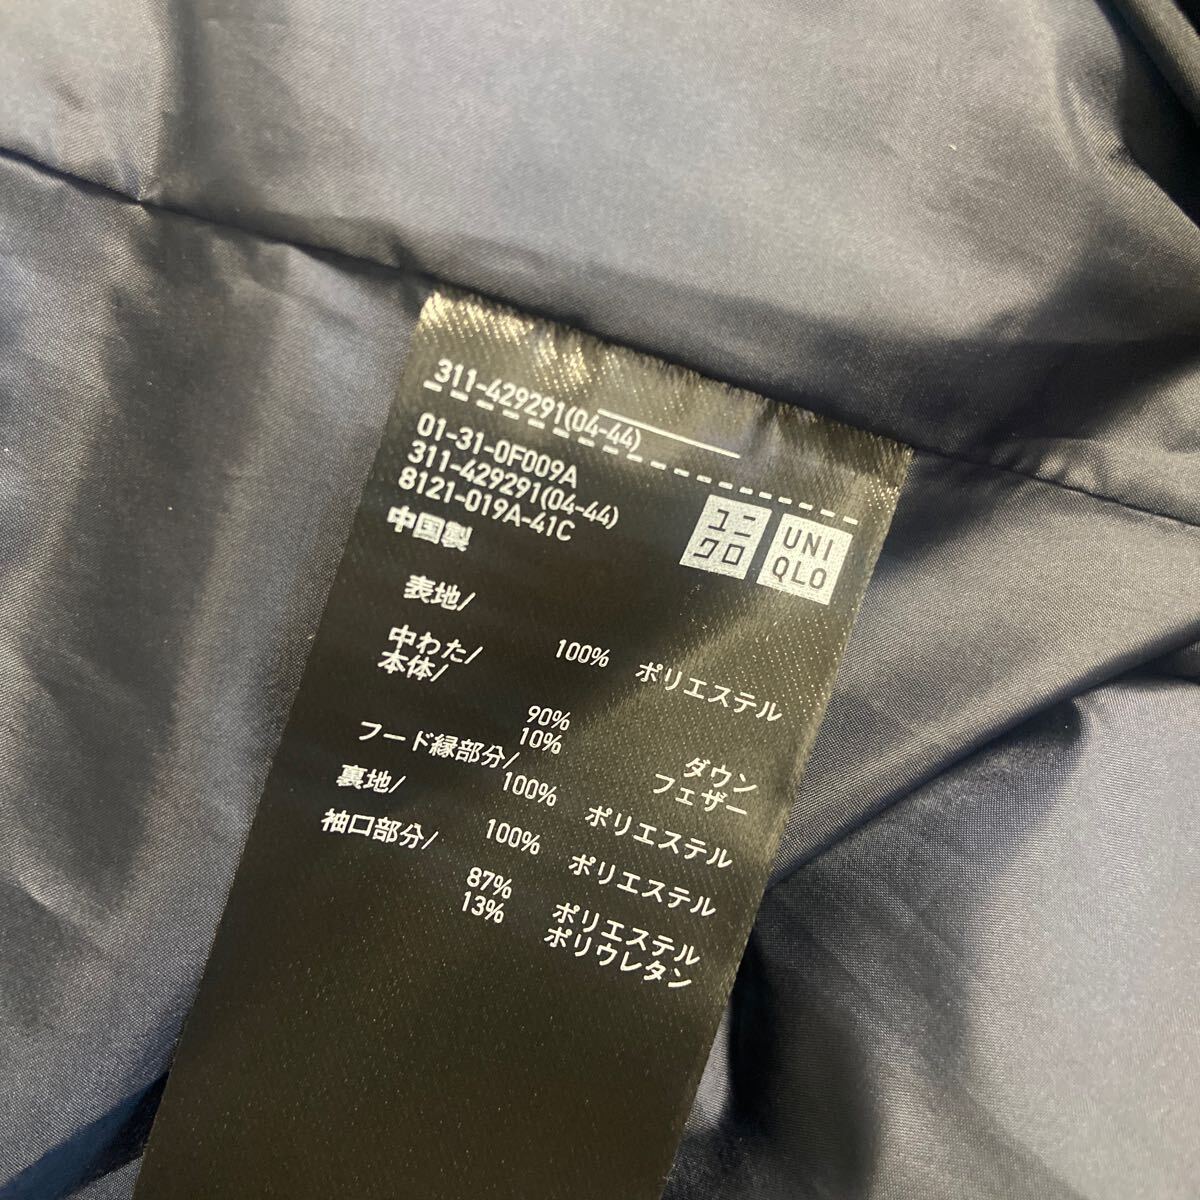 311-429291(04-44)
01-31-0F009A
311-429291(04-44)
8121-019A-41C
中国製
ユニ
クロ
UNI
QLO
表地/
100% ポリエステル
中わた/
本体/
90% ダウン
10% フェザー
フード縁部分/
100% ポリエステル
裏地/
100% ポリエステル
袖口部分/
87% ポリエステル
13% ポリウレタン